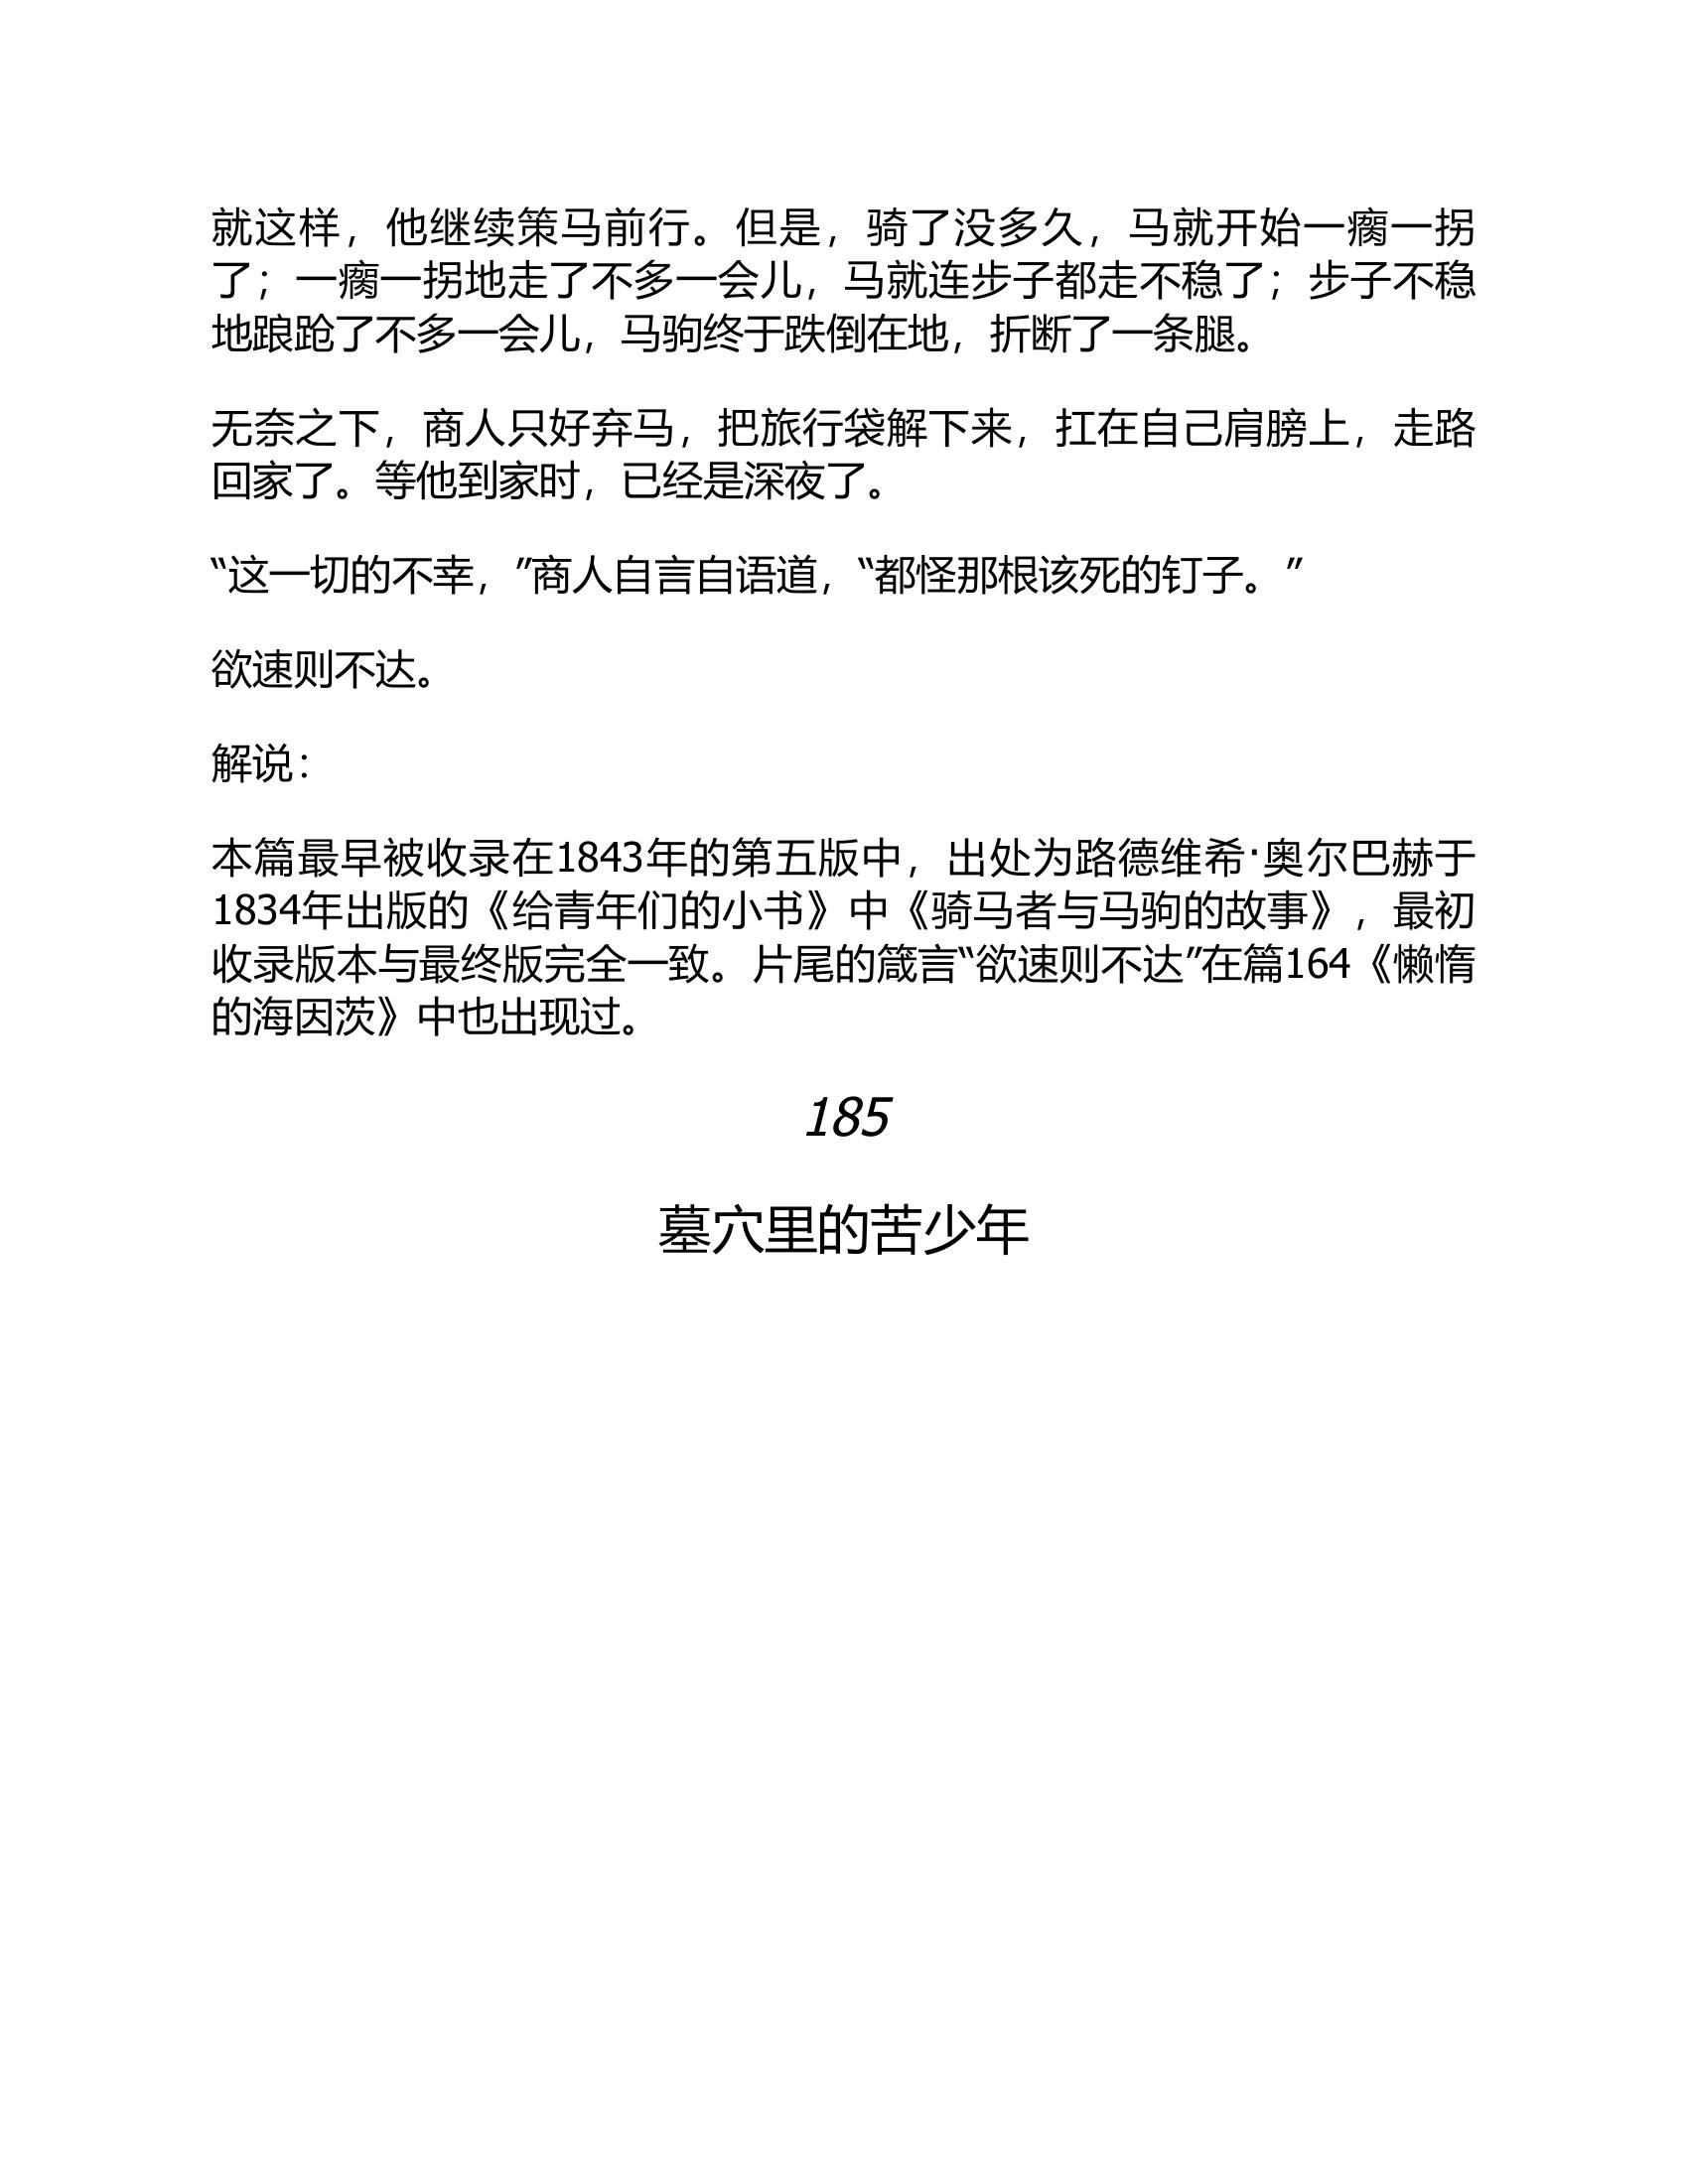 就这样，他继续策马前行。但是，骑了没多久，马就开始一瘸一拐
了；一瘸一拐地走了不多一会儿，马就连步子都走不稳了；步子不稳
地踉跄了不多一会儿，马驹终于跌倒在地，折断了一条腿。
无奈之下，商人只好弃马，把旅行袋解下来，扛在自己肩膀上，走路
回家了。等他到家时，已经是深夜了。
“这一切的不幸，”商人自言自语道，“都怪那根该死的钉子。”
欲速则不达。
解说：
本篇最早被收录在1843年的第五版中，出处为路德维希·奥尔巴赫于
1834年出版的《给青年们的小书》中《骑马者与马驹的故事》，最初
收录版本与最终版完全一致。片尾的箴言“欲速则不达”在篇164《懒惰
的海因茨》中也出现过。
185
墓穴里的苦少年